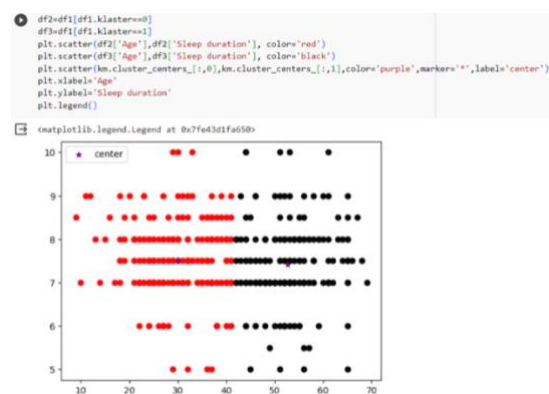 df2=df1[df1.klaster==0]
df3=df1[df1.klaster==1]
plt.scatter(df2['Age'],df2['Sleep duration'], color='red')
plt.scatter(df3['Age'],df3['Sleep duration'], color='black')
plt.scatter(km.cluster_centers_[:,0],km.cluster_centers_[:,1],color='purple',marker='*',label='center')
plt.xlabel='Age'
plt.ylabel='Sleep duration'
plt.legend()
<matplotlib.legend.Legend at 0x7fe43d1fa650>
center
10
9
8
7
6
5
10 20 30 40 50 60 70